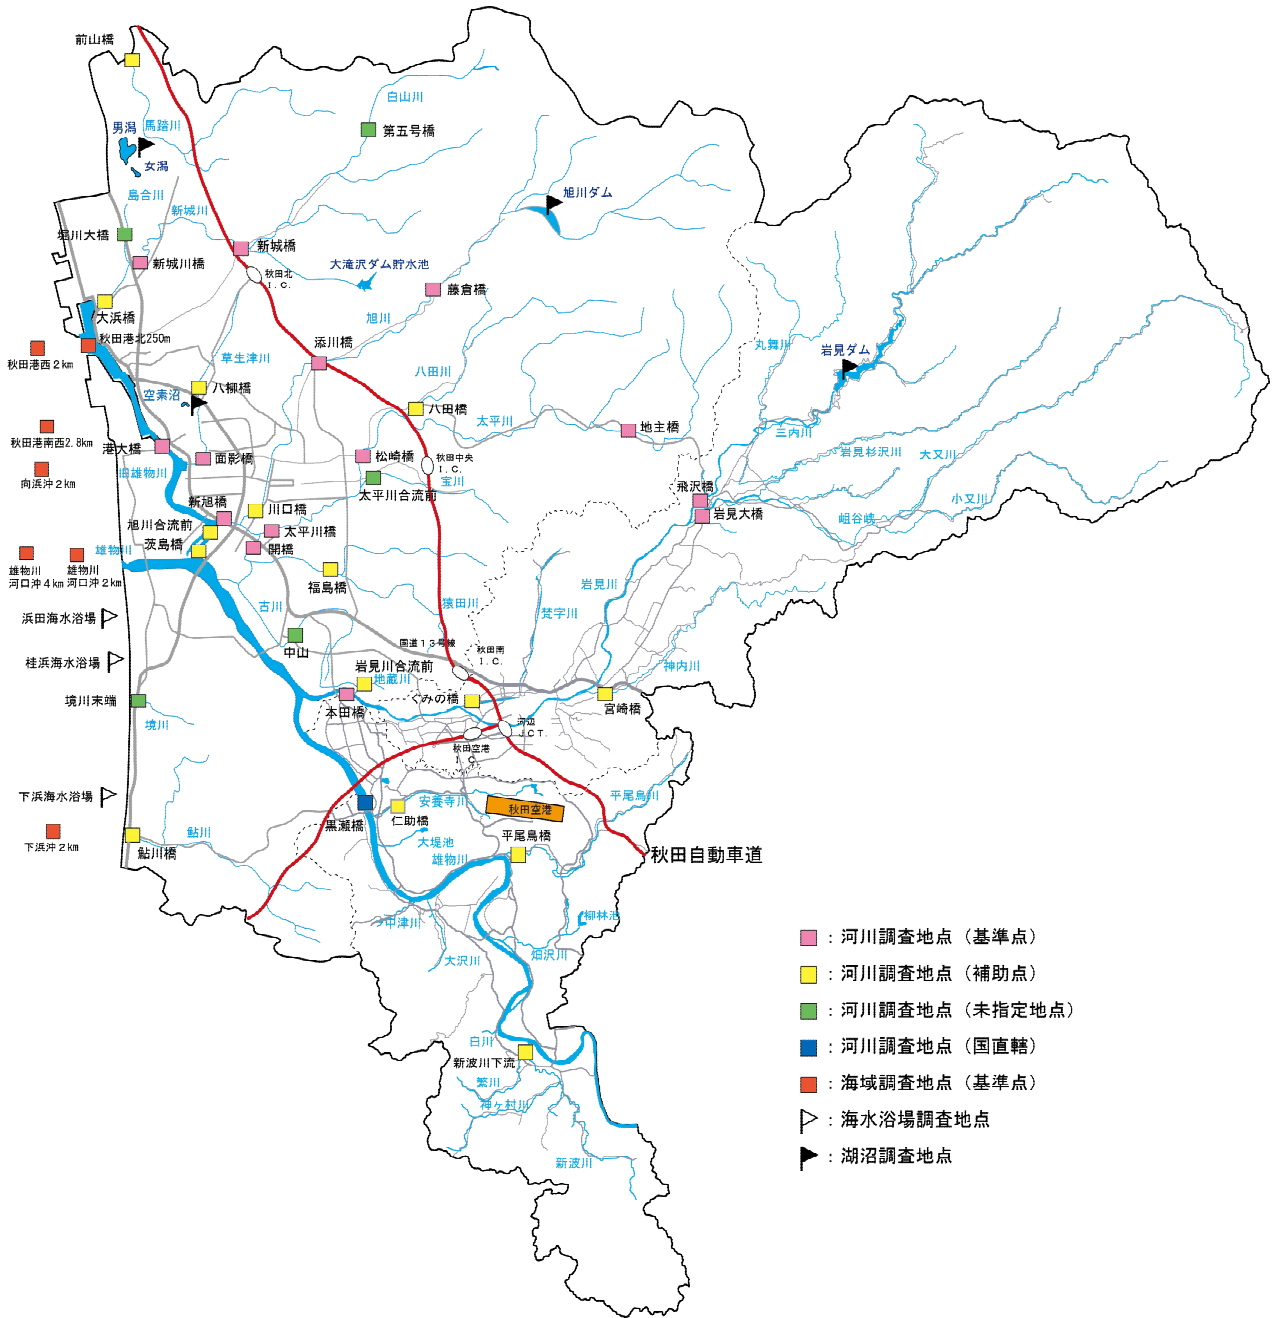 前山橋
白山川
馬踏川
第五号橋
男潟
女潟
島合川
新城川
旭川ダム
堀川大橋
新城川橋
新城橋
大滝沢ダム貯水池
秋田北
I.C.
藤倉橋
大浜橋
旭川
秋田港北250m
添川橋
丸舞川
岩見ダム
秋田港西2km
草生津川
八田川
八柳橋
空素沼
八田橋
太平川
地主橋
三内川
秋田港南西2.8km
港大橋
面影橋
松崎橋
秋田中央
I.C.
岩見杉沢川
大又川
向浜沖2km
旧雄物川
太平川合流前
宝川
飛沢橋
小又川
新旭橋
川口橋
岩見大橋
岨谷峡
旭川合流前
太平川橋
茨島橋
開橋
雄物川
雄物川
河口沖4km
雄物川
河口沖2km
福島橋
岩見川
浜田海水浴場
古川
猿田川
梵字川
中山
国道13号線
秋田南
I.C.
桂浜海水浴場
岩見川合流前
地蔵川
神内川
境川末端
本田橋
ぐみの橋
宮崎橋
境川
河辺
J.C.T.
秋田空港
I.C.
下浜海水浴場
安養寺川
平尾鳥川
秋田空港
黒瀬橋
仁助橋
鮎川
大堤池
平尾鳥橋
下浜沖2km
鮎川橋
雄物川
秋田自動車道
中津川
柳林池
大沢川
畑沢川
白川
新波川下流
繁川
神ヶ村川
新波川
：河川調査地点（基準点）
：河川調査地点（補助点）
：河川調査地点（未指定地点）
：河川調査地点（国直轄）
：海域調査地点（基準点）
：海水浴場調査地点
：湖沼調査地点